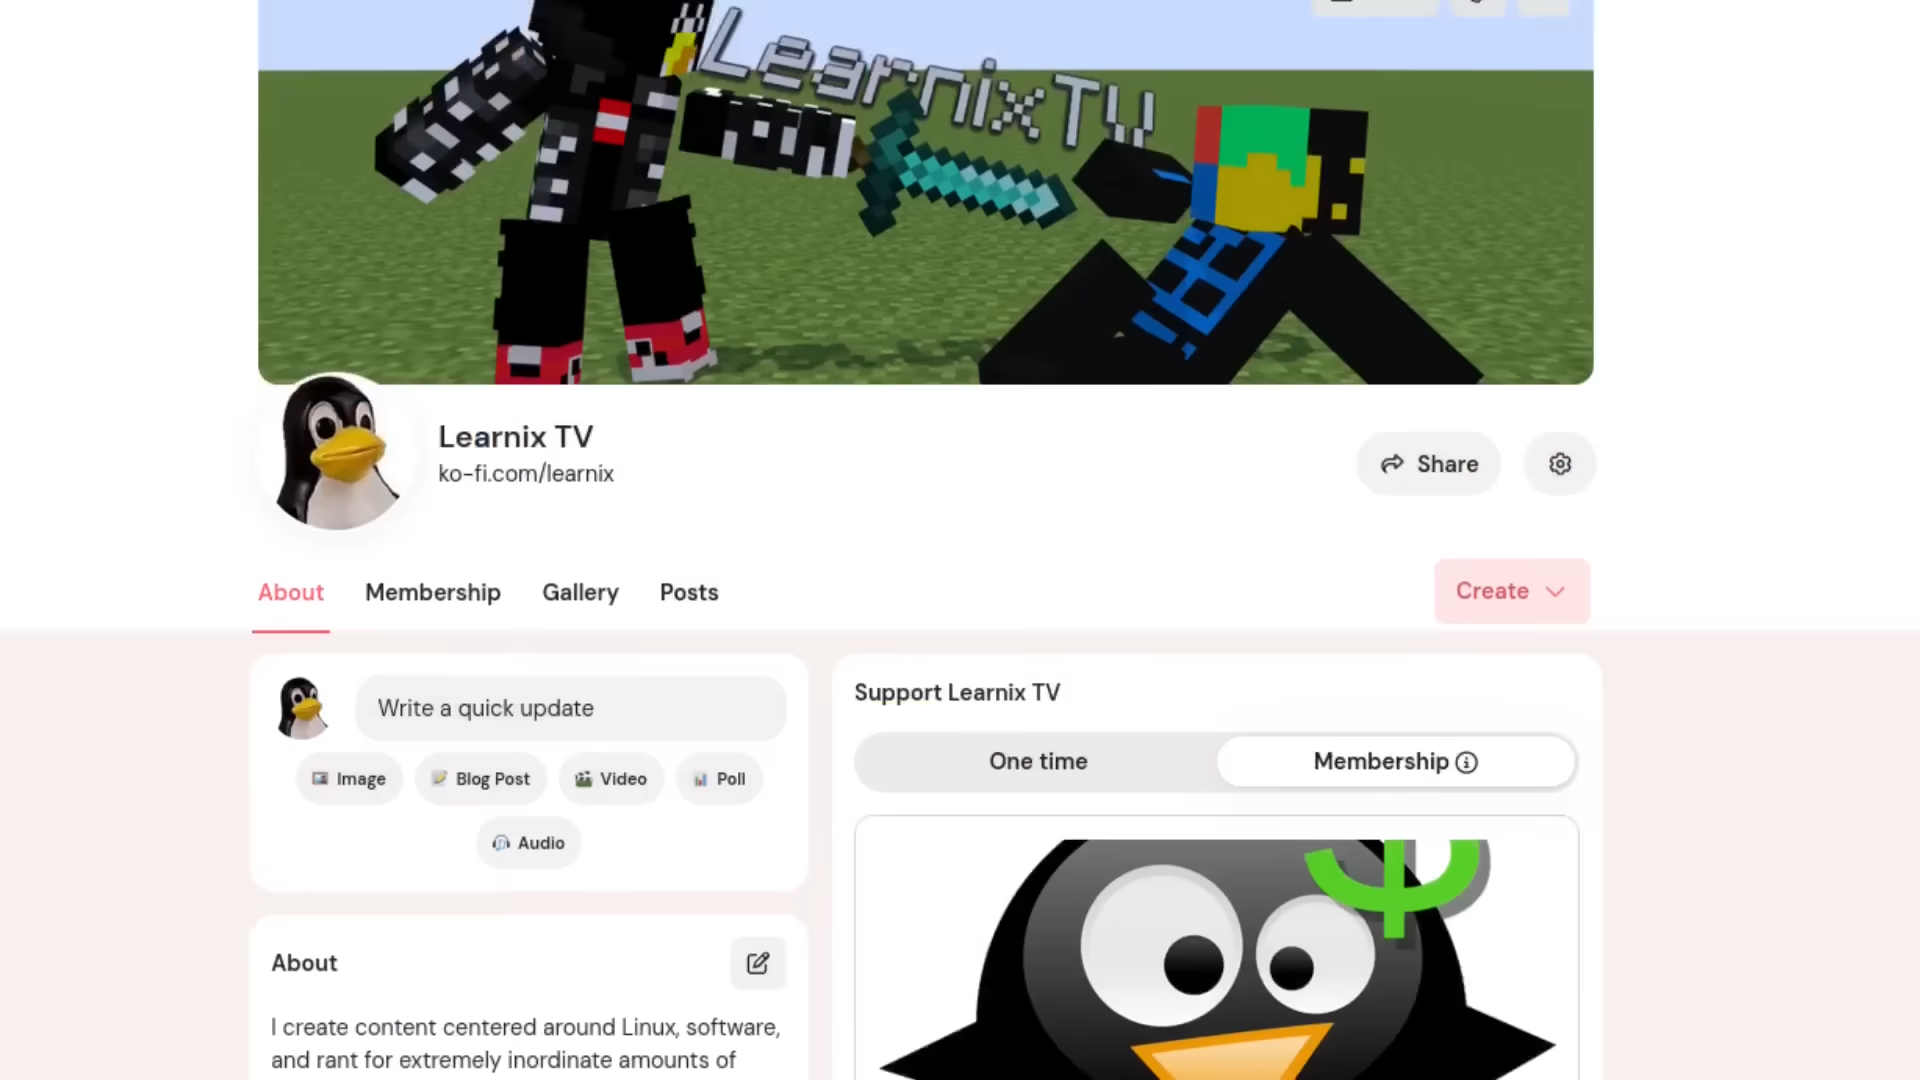 LearnixTV
Learnix TV
ko-fi.com/learnix
Share
About
Membership
Gallery
Posts
Create
Write a quick update
Image
Blog Post
Video
Poll
Audio
About
I create content centered around Linux, software,
and rant for extremely inordinate amounts of
Support Learnix TV
One time
Membership